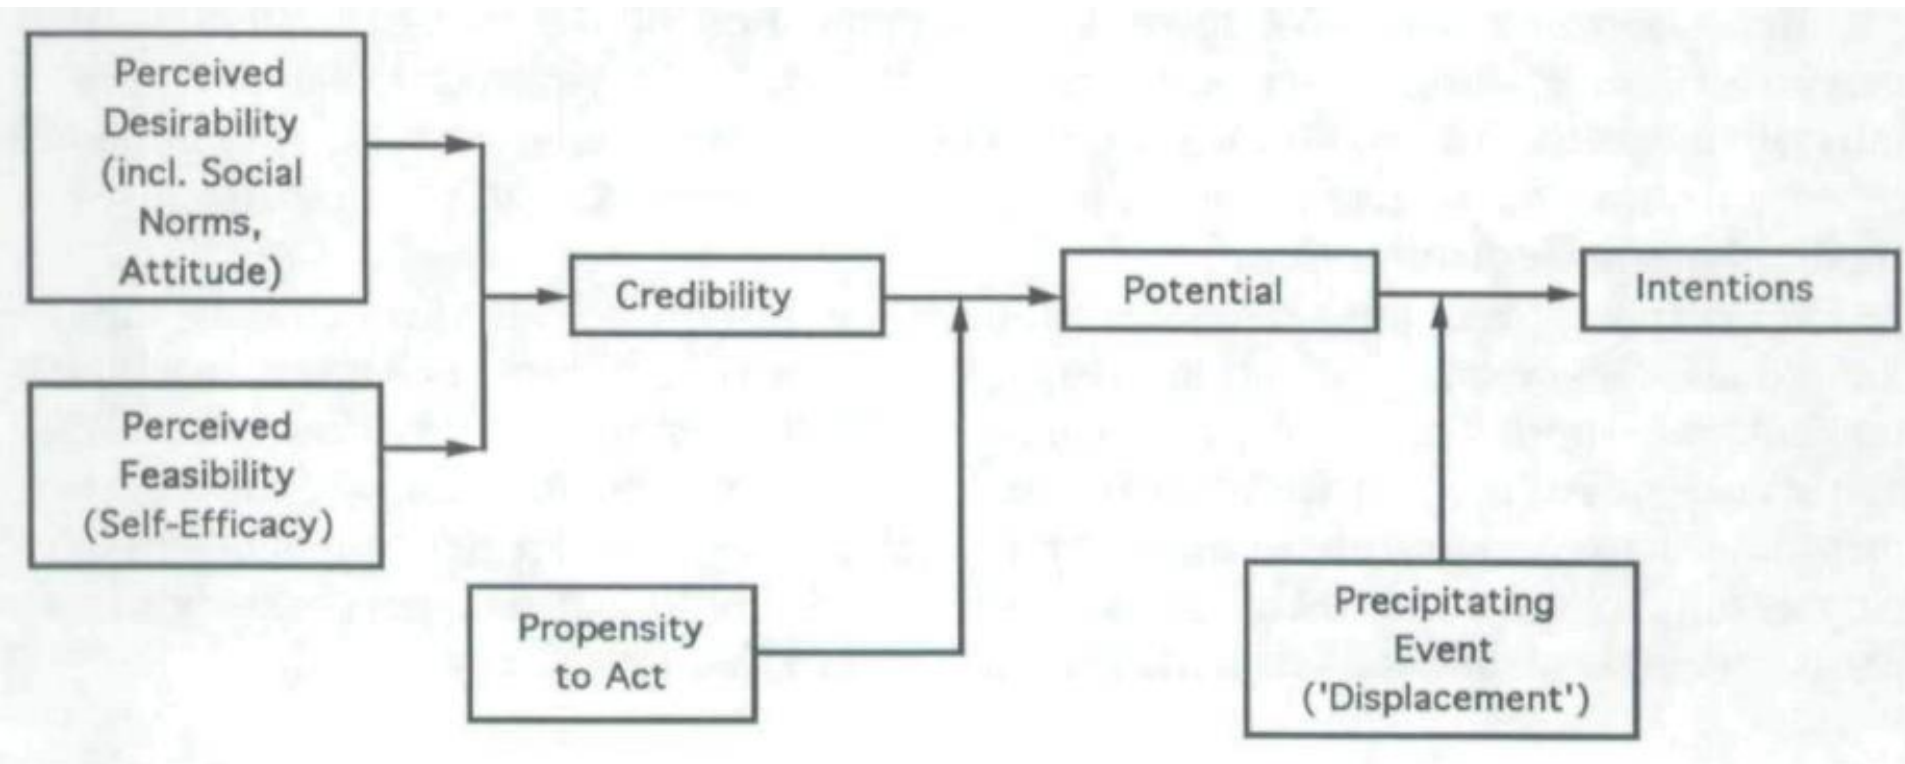 Perceived
Desirability
(incl. Social
Norms,
Attitude)
Perceived
Feasibility
(Self-Efficacy)
Credibility
Propensity
to Act
Potential
Precipitating
Event
('Displacement')
Intentions